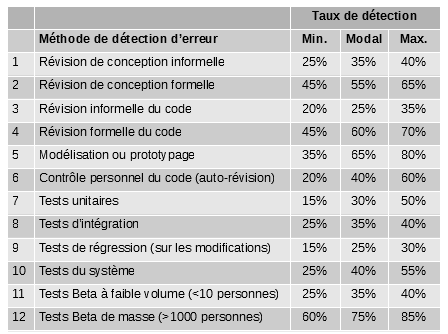 Taux de détection
Méthode de détection d'erreur Min. Modal Max.
1 Révision de conception informelle 25% 35% 40%
2 Révision de conception formelle 45% 55% 65%
3 Révision informelle du code 20% 25% 35%
4 Révision formelle du code 45% 60% 70%
5 Modélisation ou prototypage 35% 65% 80%
6 Contrôle personnel du code (auto-révision) 20% 40% 60%
7 Tests unitaires 15% 30% 50%
8 Tests d'intégration 25% 35% 40%
9 Tests de régression (sur les modifications) 15% 25% 30%
10 Tests du système 25% 40% 55%
11 Tests Beta à faible volume (<10 personnes) 25% 35% 40%
12 Tests Beta de masse (>1000 personnes) 60% 75% 85%